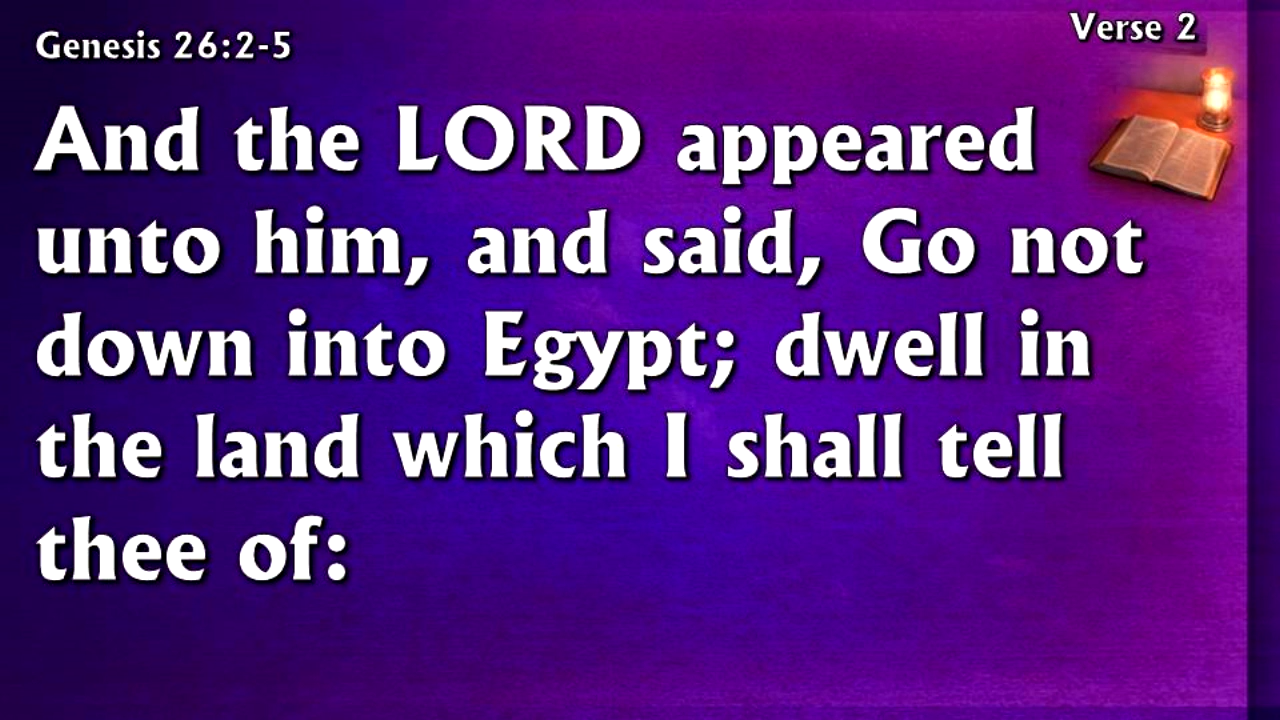 Genesis 26:2-5
Verse 2
And the LORD appeared
unto him, and said, Go not
down into Egypt; dwell in
the land which I shall tell
thee of: